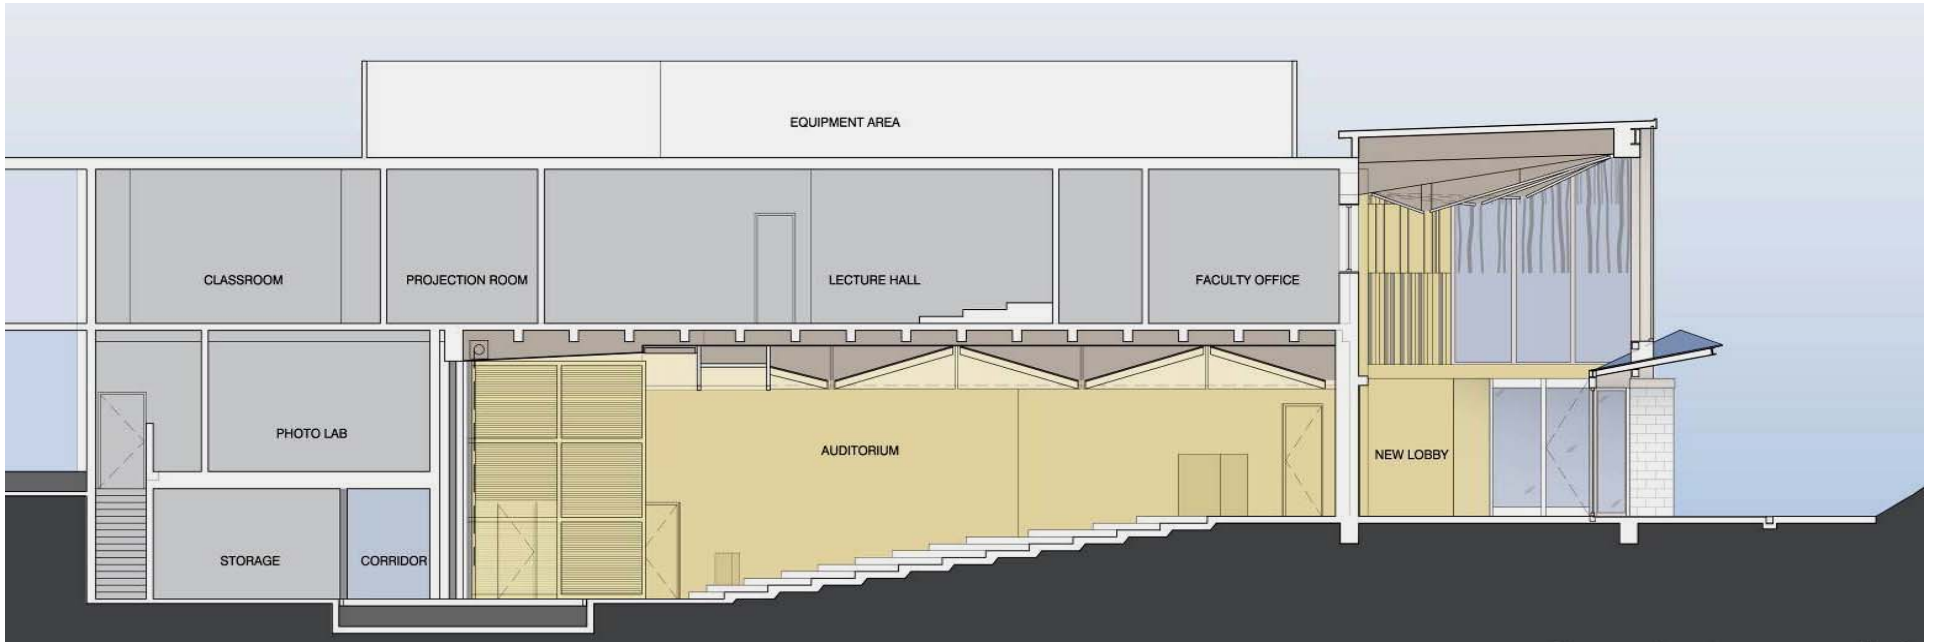 EQUIPMENT AREA
CLASSROOM
PROJECTION ROOM
LECTURE HALL
FACULTY OFFICE
PHOTO LAB
AUDITORIUM
NEW LOBBY
STORAGE
CORRIDOR